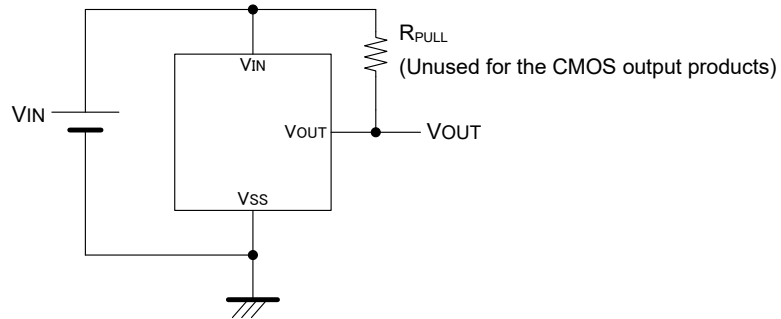 RPULL
(Unused for the CMOS output products)
VIN
VIN
VOUT
VOUT
VSS